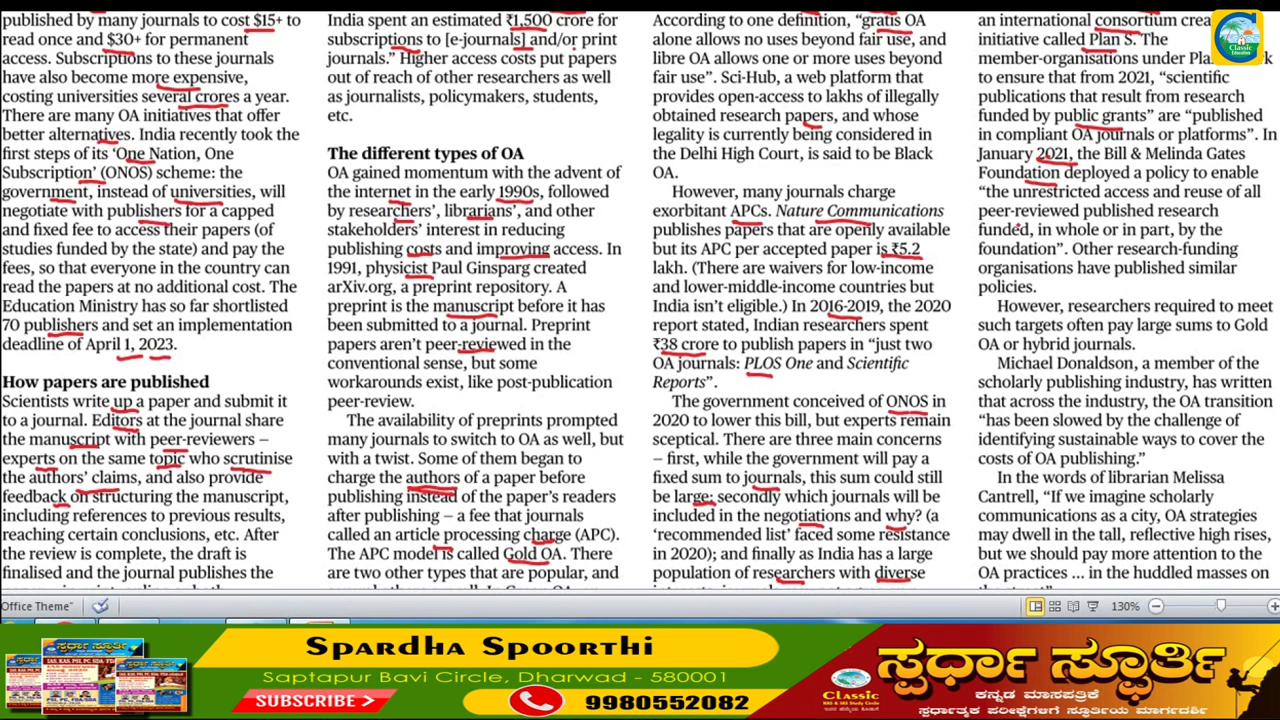 published by many journals to cost $15+ to
read once and $30+ for permanent
access. Subscriptions to these journals
have also become more expensive,
costing universities several crores a year.
There are many OA initiatives that offer
better alternatives. India recently took the
first steps of its ‘One Nation, One
Subscription’ (ONOS) scheme: the
government, instead of universities, will
negotiate with publishers for a capped
and fixed fee to access their papers (of
studies funded by the state) and pay the
fees, so that everyone in the country can
read the papers at no additional cost. The
Education Ministry has so far shortlisted
70 publishers and set an implementation
deadline of April 1, 2023.
How papers are published
Scientists write up a paper and submit it
to a journal. Editors at the journal share
the manuscript with peer-reviewers —
experts on the same topic who scrutinise
the authors’ claims, and also provide
feedback on structuring the manuscript,
including references to previous results,
reaching certain conclusions, etc. After
the review is complete, the draft is
finalised and the journal publishes the
India spent an estimated ₹1,500 crore for
subscriptions to [e-journals] and/or print
journals.” Higher access costs put papers
out of reach of other researchers as well
as journalists, policymakers, students,
etc.
The different types of OA
OA gained momentum with the advent of
the internet in the early 1990s, followed
by researchers’, librarians’, and other
stakeholders’ interest in reducing
publishing costs and improving access. In
1991, physicist Paul Ginsparg created
arXiv.org, a preprint repository. A
preprint is the manuscript before it has
been submitted to a journal. Preprint
papers aren’t peer-reviewed in the
conventional sense, but some
workarounds exist, like post-publication
peer-review.
The availability of preprints prompted
many journals to switch to OA as well, but
with a twist. Some of them began to
charge the authors of a paper before
publishing instead of the paper’s readers
after publishing — a fee that journals
called an article processing charge (APC).
The APC model is called Gold OA. There
are two other types that are popular, and
According to one definition, “gratis OA
alone allows no uses beyond fair use, and
libre OA allows one or more uses beyond
fair use”. Sci-Hub, a web platform that
provides open-access to lakhs of illegally
obtained research papers, and whose
legality is currently being considered in
the Delhi High Court, is said to be Black
OA.
However, many journals charge
exorbitant APCs. Nature Communications
publishes papers that are openly available
but its APC per accepted paper is ₹5.2
lakh. (There are waivers for low-income
and lower-middle-income countries but
India isn’t eligible.) In 2016-2019, the 2020
report stated, Indian researchers spent
₹38 crore to publish papers in “just two
OA journals: PLOS One and Scientific
Reports”.
The government conceived of ONOS in
2020 to lower this bill, but experts remain
sceptical. There are three main concerns
— first, while the government will pay a
fixed sum to journals, this sum could still
be large; secondly which journals will be
included in the negotiations and why? (a
‘recommended list’ faced some resistance
in 2020); and finally as India has a large
population of researchers with diverse
an international consortium crea
initiative called Plan S. The
member-organisations under Pla k
to ensure that from 2021, “scientific
publications that result from research
funded by public grants” are “published
in compliant OA journals or platforms”. In
January 2021, the Bill & Melinda Gates
Foundation deployed a policy to enable
“the unrestricted access and reuse of all
peer-reviewed published research
funded, in whole or in part, by the
foundation”. Other research-funding
organisations have published similar
policies.
However, researchers required to meet
such targets often pay large sums to Gold
OA or hybrid journals.
Michael Donaldson, a member of the
scholarly publishing industry, has written
that across the industry, the OA transition
“has been slowed by the challenge of
identifying sustainable ways to cover the
costs of OA publishing.”
In the words of librarian Melissa
Cantrell, “If we imagine scholarly
communications as a city, OA strategies
may dwell in the tall, reflective high rises,
but we should pay more attention to the
OA practices ... in the huddled masses on
Classic
Education
Office Theme”
130%
Spardha Spoorthi
Saptapur Bavi Circle, Dharwad - 580001
SUBSCRIBE
9980552082
Classic
ಸ್ಪರ್ಧಾ ಸ್ಫೂರ್ತಿ
ಕನ್ನಡ ಮಾಸಪತ್ರಿಕೆ
ಸ್ಪರ್ಧಾತ್ಮಕ ಪರೀಕ್ಷೆಗಳಿಗೆ ಸ್ಫೂರ್ತಿಯ ಮಾರ್ಗದರ್ಶಿ